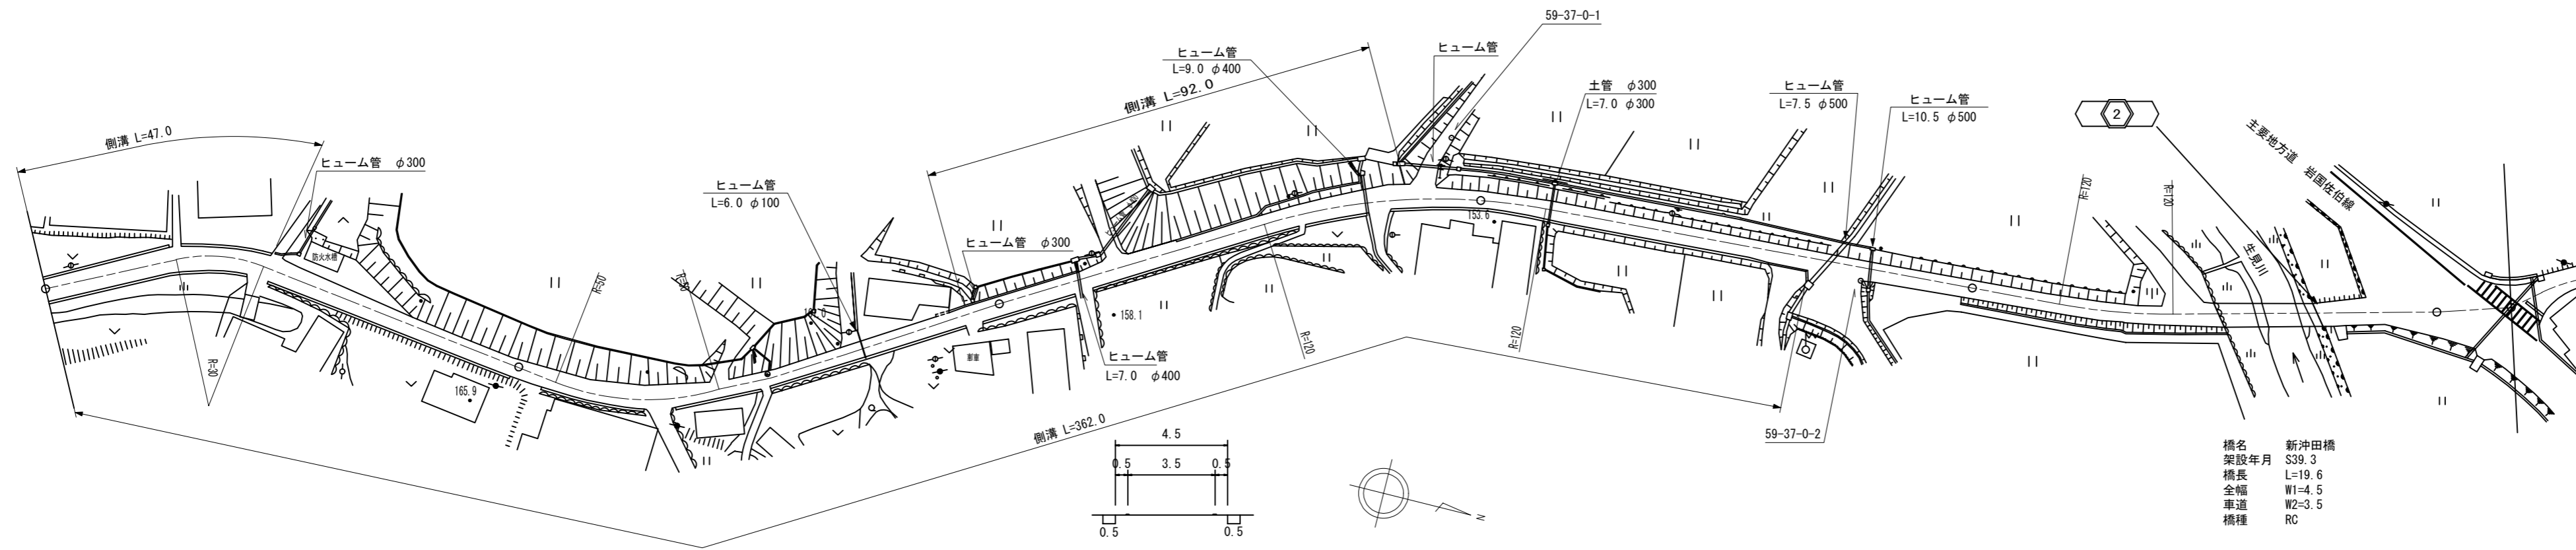 59-37-0-1
ヒューム管
L=9.0 φ400
ヒューム管
側溝 L=92.0
土管 φ300
L=7.0 φ300
ヒューム管
L=7.5 φ500
ヒューム管
L=10.5 φ500
2
主要地方道 岩国佐伯線
側溝 L=47.0
ヒューム管 φ300
ヒューム管
L=6.0 φ100
ヒューム管 φ300
防火水槽
153.6
R=120
R=120
生見川
R=50
158.1
R=120
R=120
R=30
ヒューム管
L=7.0 φ400
165.9
側溝 L=362.0
59-37-0-2
4.5
0.5 3.5 0.5
0.5 0.5
N
橋名 新沖田橋
架設年月 S39.3
橋長 L=19.6
全幅 W1=4.5
車道 W2=3.5
橋種 RC